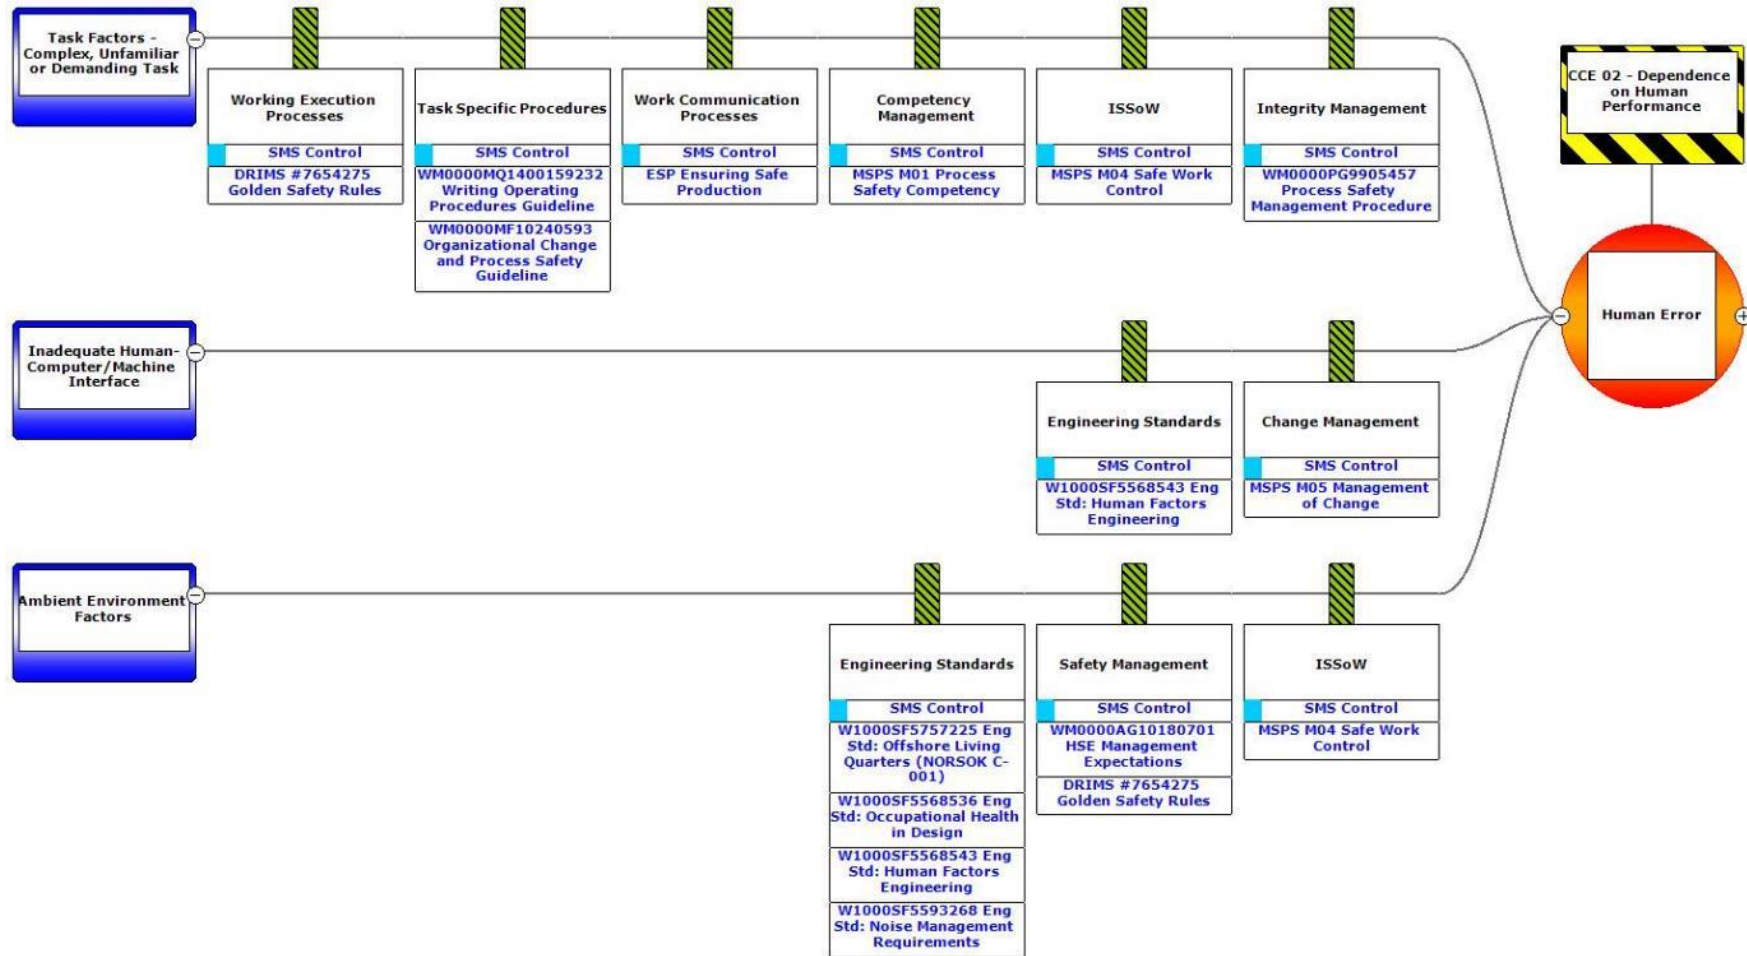 Task Factors -
Complex, Unfamiliar
or Demanding Task
Working Execution
Processes
SMS Control
DRIMS #7654275
Golden Safety Rules
Task Specific Procedures
SMS Control
WM0000MQ1400159232
Writing Operating
Procedures Guideline
WM0000MF10240593
Organizational Change
and Process Safety
Guideline
Work Communication
Processes
SMS Control
ESP Ensuring Safe
Production
Competency
Management
SMS Control
MSPS M01 Process
Safety Competency
ISSoW
SMS Control
MSPS M04 Safe Work
Control
Integrity Management
SMS Control
WM0000PG9905457
Process Safety
Management Procedure
CCE 02 - Dependence
on Human
Performance
Human Error
Inadequate Human-
Computer/Machine
Interface
Engineering Standards
SMS Control
W1000SF5568543 Eng
Std: Human Factors
Engineering
Change Management
SMS Control
MSPS M05 Management
of Change
Ambient Environment
Factors
Engineering Standards
SMS Control
W1000SF5757225 Eng
Std: Offshore Living
Quarters (NORSOK C-
001)
W1000SF5568536 Eng
Std: Occupational Health
in Design
W1000SF5568543 Eng
Std: Human Factors
Engineering
W1000SF5593268 Eng
Std: Noise Management
Requirements
Safety Management
SMS Control
WM0000AG10180701
HSE Management
Expectations
DRIMS #7654275
Golden Safety Rules
ISSoW
SMS Control
MSPS M04 Safe Work
Control